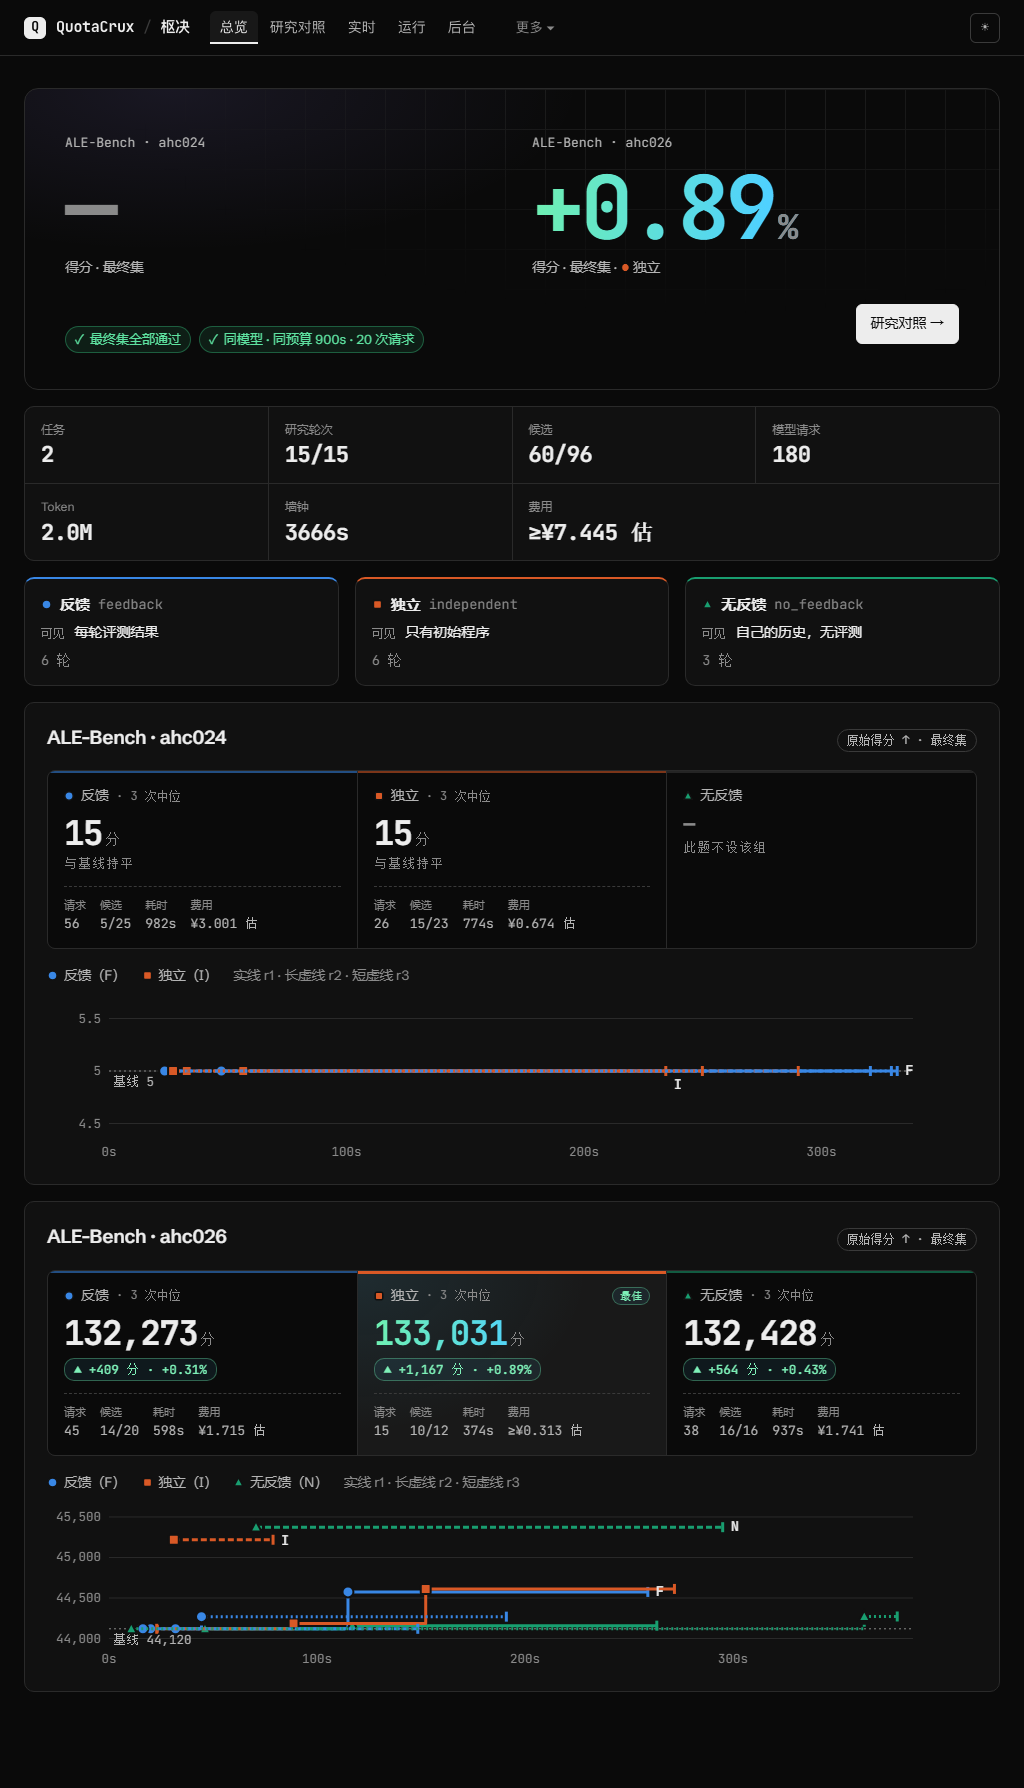 Q QuotaCrux / 枢决 总览 研究对照 实时 运行 后台 更多
ALE-Bench · ahc024
—
得分 · 最终集
ALE-Bench · ahc026
+0.89%
得分 · 最终集 · 独立
✓ 最终集全部通过 ✓ 同模型 · 同预算 900s · 20 次请求
研究对照 →
任务
2
研究轮次
15/15
候选
60/96
模型请求
180
Token
2.0M
墙钟
3666s
费用
≥¥7.445 估
反馈 feedback
可见 每轮评测结果
6 轮
独立 independent
可见 只有初始程序
6 轮
无反馈 no_feedback
可见 自己的历史，无评测
3 轮
ALE-Bench · ahc024
原始得分 ↑ · 最终集
反馈 · 3 次中位
15 分
与基线持平
请求 候选 耗时 费用
56 5/25 982s ¥3.001 估
独立 · 3 次中位
15 分
与基线持平
请求 候选 耗时 费用
26 15/23 774s ¥0.674 估
无反馈
—
此题不设该组
反馈 (F) 独立 (I) 实线 r1 · 长虚线 r2 · 短虚线 r3
5.5
5
基线 5
F
I
4.5
0s 100s 200s 300s
ALE-Bench · ahc026
原始得分 ↑ · 最终集
反馈 · 3 次中位
132,273 分
▲ +409 分 · +0.31%
请求 候选 耗时 费用
45 14/20 598s ¥1.715 估
独立 · 3 次中位 最佳
133,031 分
▲ +1,167 分 · +0.89%
请求 候选 耗时 费用
15 10/12 374s ≥¥0.313 估
无反馈 · 3 次中位
132,428 分
▲ +564 分 · +0.43%
请求 候选 耗时 费用
38 16/16 937s ¥1.741 估
反馈 (F) 独立 (I) 无反馈 (N) 实线 r1 · 长虚线 r2 · 短虚线 r3
45,500
N
I
45,000
44,500
F
44,000
基线 44,120
0s 100s 200s 300s